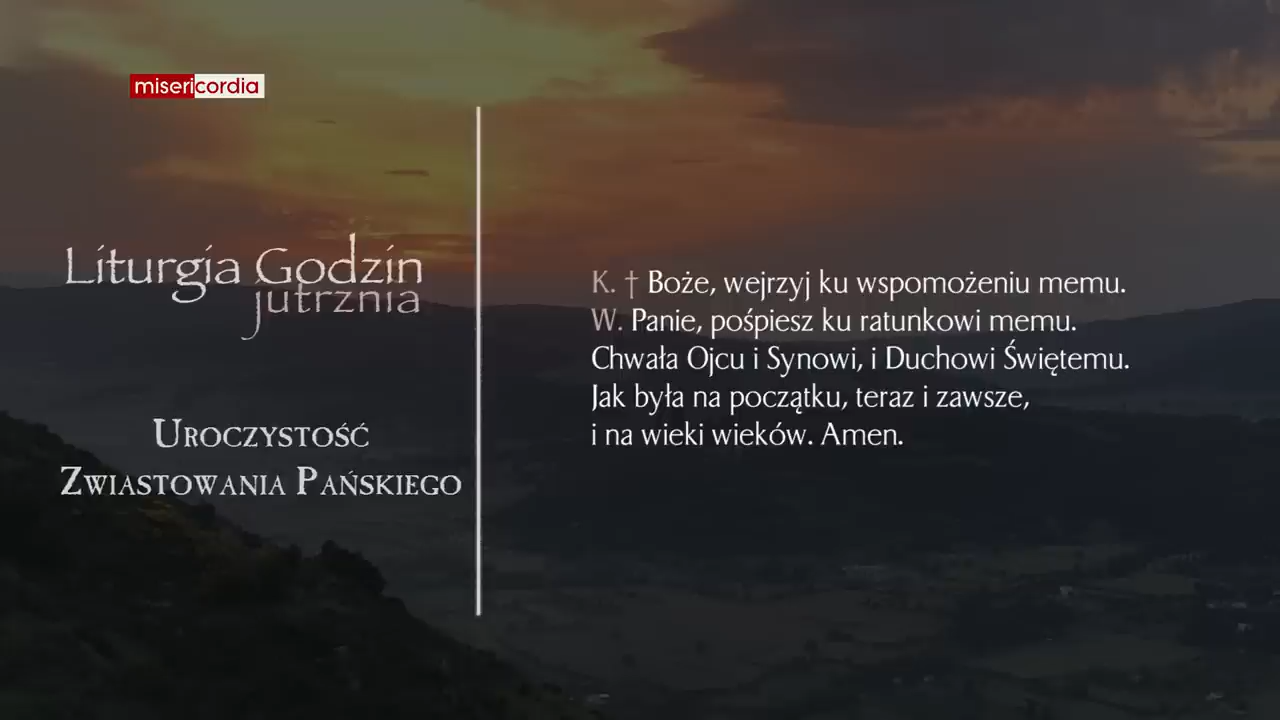 misericordia
Liturgia Godzin
jutrznia
Uroczystość
Zwiastowania Pańskiego
K. † Boże, wejrzyj ku wspomożeniu memu.
W. Panie, pośpiesz ku ratunkowi memu.
Chwała Ojcu i Synowi, i Duchowi Świętemu.
Jak była na początku, teraz i zawsze,
i na wieki wieków. Amen.